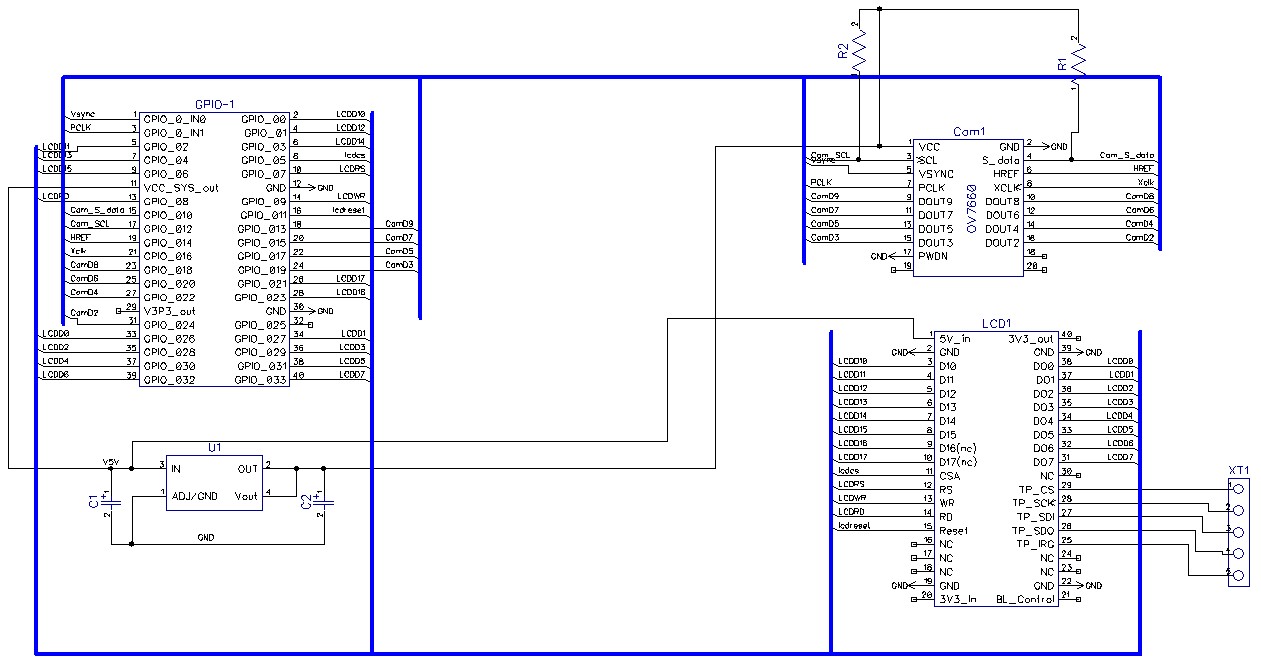 R2
2
R1
2
1
GPIO-1
Vsync 1 GPIO_0_IN0 GPIO_00 2 LCDD10
PCLK 3 GPIO_0_IN1 GPIO_01 4 LCDD12
LCDD11 5 GPIO_02 GPIO_03 6 LCDD14
LCDD13 7 GPIO_04 GPIO_05 8 lcdcs
LCDD15 9 GPIO_06 GPIO_07 10 LCDRS
11 VCC_SYS_out GND 12 GND
LCDRD 13 GPIO_08 GPIO_09 14 LCDWR
Cam_S_data 15 GPIO_010 GPIO_011 16 lcdreset
Cam_SCL 17 GPIO_012 GPIO_013 18 CamD9
HREF 19 GPIO_014 GPIO_015 20 CamD7
Xclk 21 GPIO_016 GPIO_017 22 CamD5
CamD8 23 GPIO_018 GPIO_019 24 CamD3
CamD6 25 GPIO_020 GPIO_021 26 LCDD17
CamD4 27 GPIO_022 GPIO_023 28 LCDD16
29 V3P3_out GND 30 GND
CamD2 31 GPIO_024 GPIO_025 32
LCDD0 33 GPIO_026 GPIO_027 34 LCDD1
LCDD2 35 GPIO_028 GPIO_029 36 LCDD3
LCDD4 37 GPIO_030 GPIO_031 38 LCDD5
LCDD6 39 GPIO_032 GPIO_033 40 LCDD7
Cam1
OV7660
1 VCC GND 2 GND
Cam_SCL 3 SCL S_data 4 Cam_S_data
Vsync 5 VSYNC HREF 6 HREF
PCLK 7 PCLK XCLK 8 Xclk
CamD9 9 DOUT9 DOUT8 10 CamD8
CamD7 11 DOUT7 DOUT6 12 CamD6
CamD5 13 DOUT5 DOUT4 14 CamD4
CamD3 15 DOUT3 DOUT2 16 CamD2
GND 17 PWDN 18
19 20
LCD1
1 5V_in 3V3_out 40
GND 2 GND GND 39 GND
LCDD10 3 D10 DO0 38 LCDD0
LCDD11 4 D11 DO1 37 LCDD1
LCDD12 5 D12 DO2 36 LCDD2
LCDD13 6 D13 DO3 35 LCDD3
LCDD14 7 D14 DO4 34 LCDD4
LCDD15 8 D15 DO5 33 LCDD5
LCDD16 9 D16(nc) DO6 32 LCDD6
LCDD17 10 D17(nc) DO7 31 LCDD7
lcdcs 11 CSA NC 30
LCDRS 12 RS TP_CS 29
LCDWR 13 WR TP_SCK 28
LCDRD 14 RD TP_SDI 27
lcdreset 15 Reset TP_SDO 26
16 NC TP_IRQ 25
17 NC NC 24
18 NC NC 23
GND 19 GND GND 22 GND
20 3V3_In BL_Control 21
XT1
1
2
3
4
5
U1
V5V 3 IN OUT 2
1 ADJ/GND Vout 4
C1 1 2
C2 1 2
GND